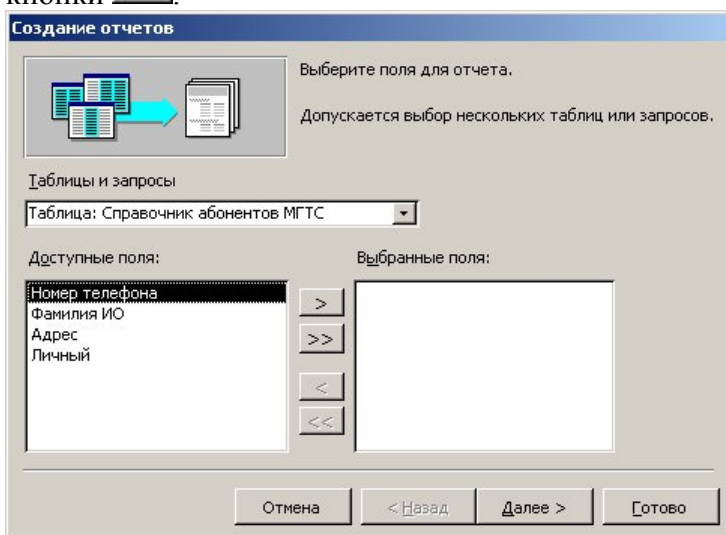 кнопки .
Создание отчетов
Выберите поля для отчета.
Допускается выбор нескольких таблиц или запросов.
Таблицы и запросы
Таблица: Справочник абонентов МГТС
Доступные поля:
Выбранные поля:
Номер телефона
Фамилия ИО
Адрес
Личный
>
>>
<
<<
Отмена
< Назад
Далее >
Готово